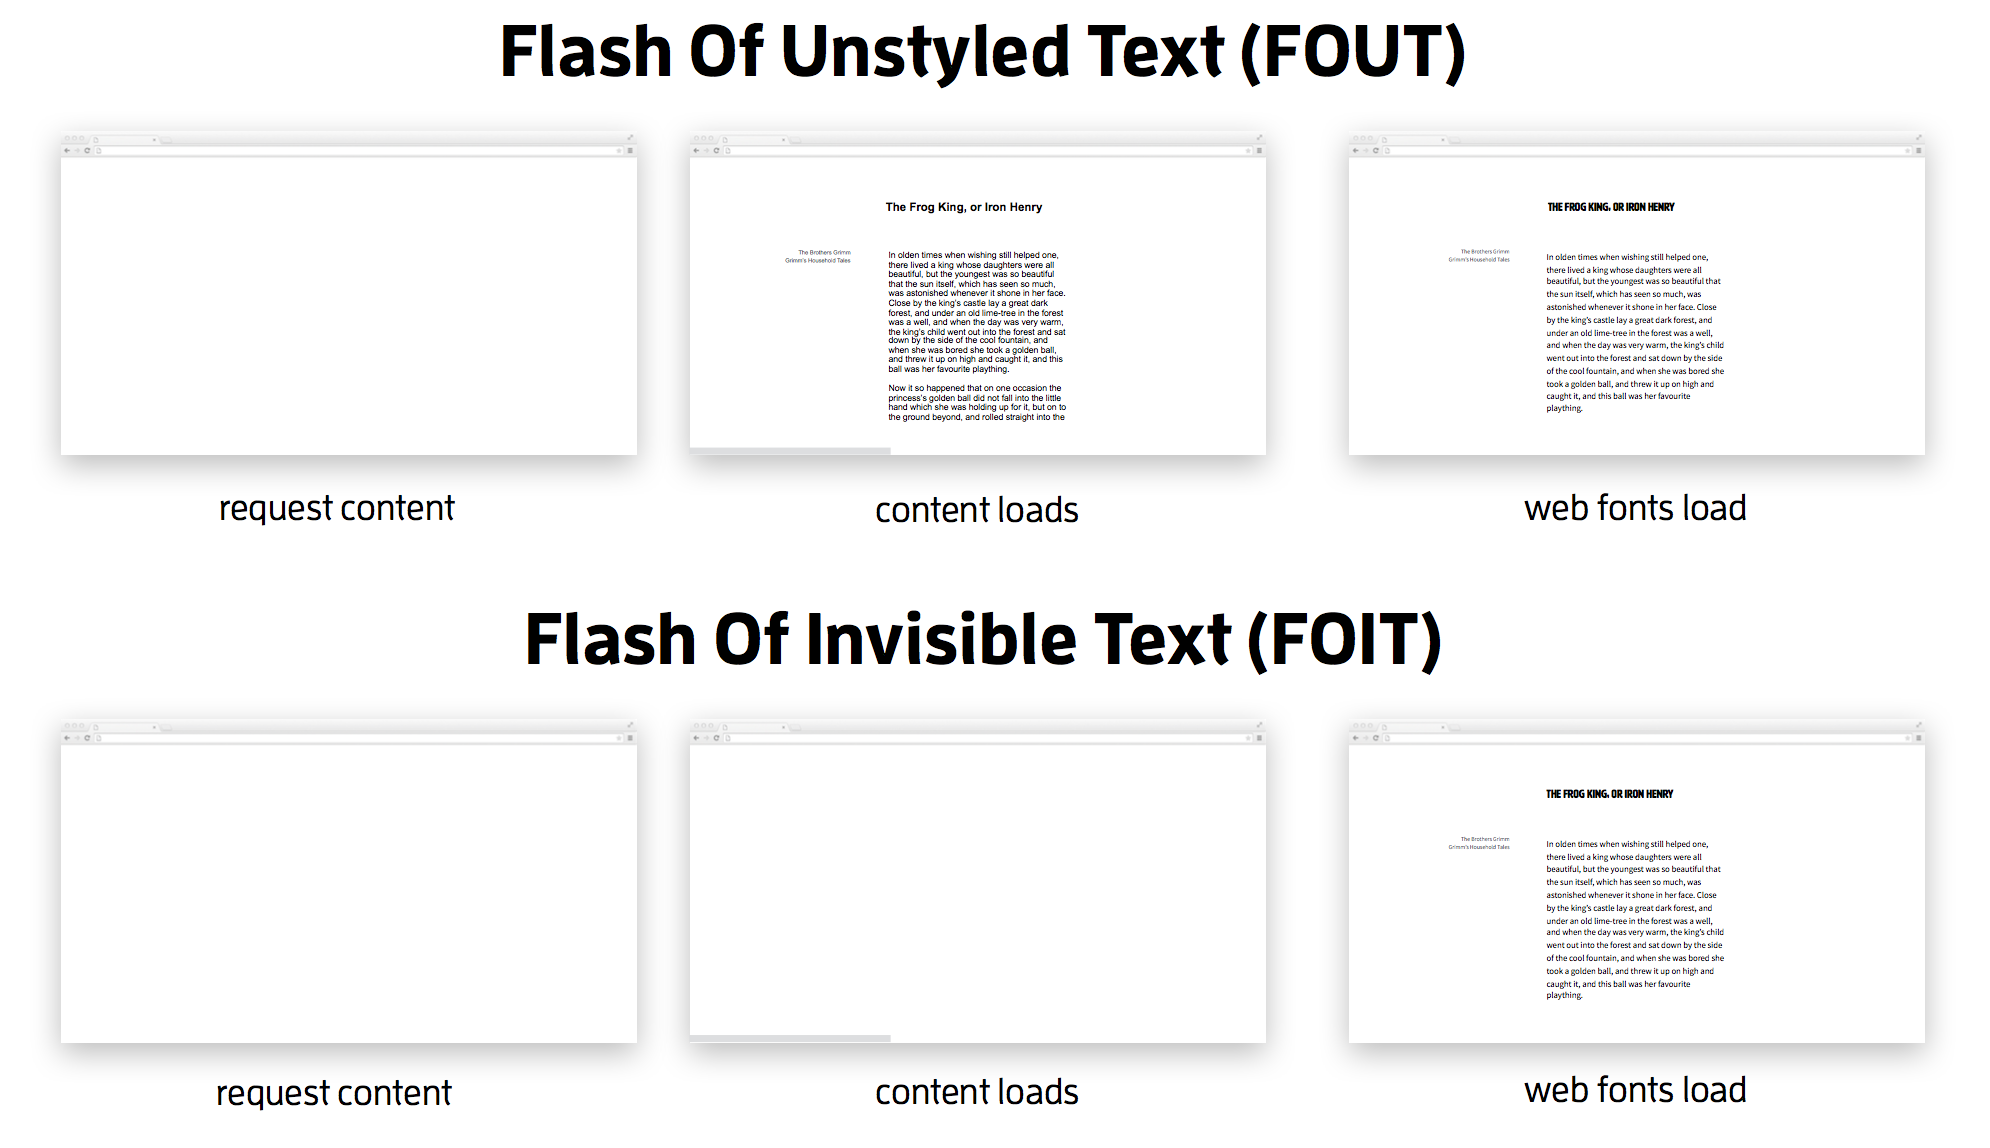 Flash Of Unstyled Text (FOUT)
The Frog King, or Iron Henry
The Brothers Grimm
Grimm's Household Tales
In olden times when wishing still helped one,
there lived a king whose daughters were all
beautiful, but the youngest was so beautiful
that the sun itself, which has seen so much,
was astonished whenever it shone in her face.
Close by the king's castle lay a great dark
forest, and under an old lime-tree in the forest
was a well, and when the day was very warm,
the king's child went out into the forest and sat
down by the side of the cool fountain, and
when she was bored she took a golden ball,
and threw it up on high and caught it, and this
ball was her favourite plaything.
Now it so happened that on one occasion the
princess's golden ball did not fall into the little
hand which she was holding up for it, but on to
the ground beyond, and rolled straight into the
THE FROG KING, OR IRON HENRY
The Brothers Grimm
Grimm's Household Tales
In olden times when wishing still helped one,
there lived a king whose daughters were all
beautiful, but the youngest was so beautiful that
the sun itself, which has seen so much, was
astonished whenever it shone in her face. Close
by the king's castle lay a great dark forest, and
under an old lime-tree in the forest was a well,
and when the day was very warm, the king's child
went out into the forest and sat down by the side
of the cool fountain, and when she was bored she
took a golden ball, and threw it up on high and
caught it, and this ball was her favourite
plaything.
request content
content loads
web fonts load
Flash Of Invisible Text (FOIT)
THE FROG KING, OR IRON HENRY
The Brothers Grimm
Grimm's Household Tales
In olden times when wishing still helped one,
there lived a king whose daughters were all
beautiful, but the youngest was so beautiful that
the sun itself, which has seen so much, was
astonished whenever it shone in her face. Close
by the king's castle lay a great dark forest, and
under an old lime-tree in the forest was a well,
and when the day was very warm, the king's child
went out into the forest and sat down by the side
of the cool fountain, and when she was bored she
took a golden ball, and threw it up on high and
caught it, and this ball was her favourite
plaything.
request content
content loads
web fonts load